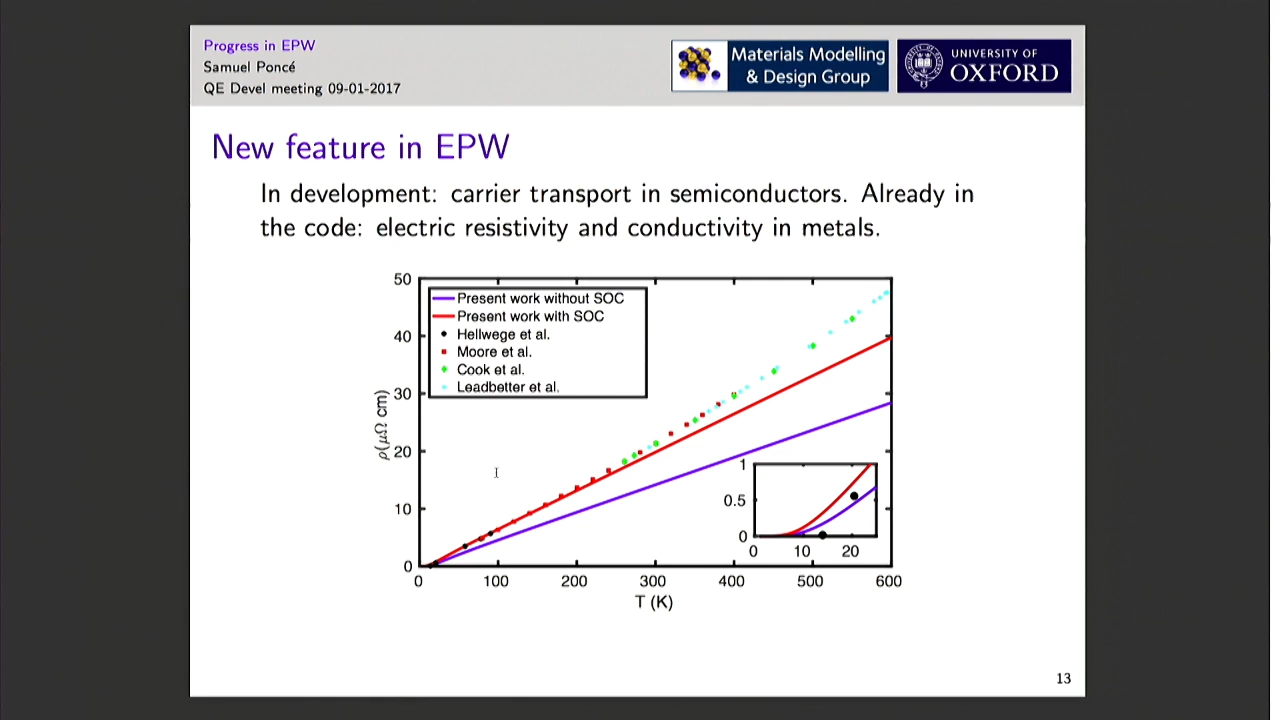 Progress in EPW
Samuel Poncé
QE Devel meeting 09-01-2017
Materials Modelling
& Design Group
UNIVERSITY OF
OXFORD
New feature in EPW
In development: carrier transport in semiconductors. Already in
the code: electric resistivity and conductivity in metals.
50
40
30
20
10
0
ρ(μΩ cm)
Present work without SOC
Present work with SOC
Hellwege et al.
Moore et al.
Cook et al.
Leadbetter et al.
1
0.5
0
0 10 20
0 100 200 300 400 500 600
T (K)
13